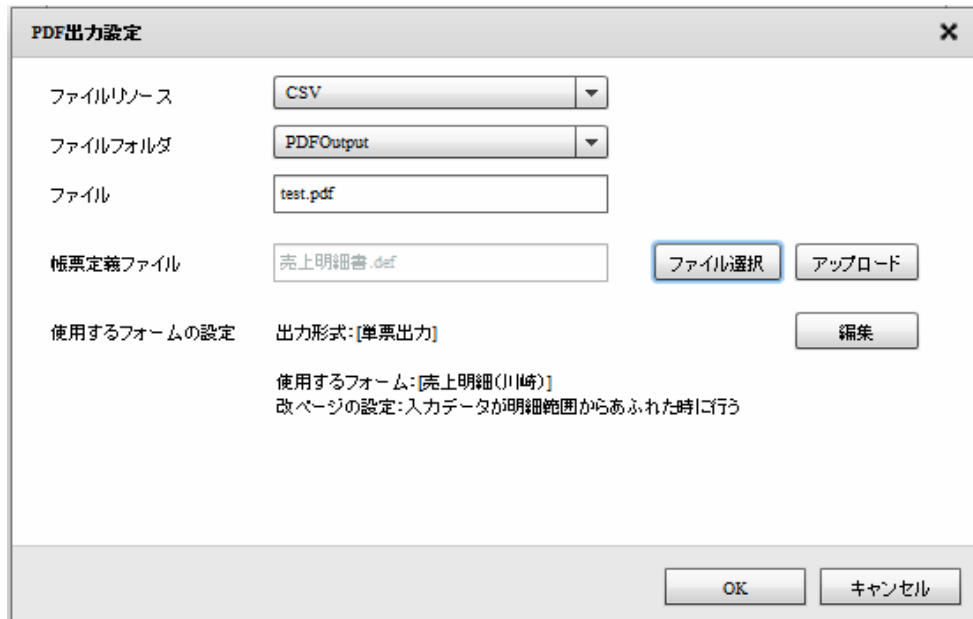 PDF出力設定
ファイルリソース CSV
ファイルフォルダ PDFOutput
ファイル test.pdf
帳票定義ファイル 売上明細書.def ファイル選択 アップロード
使用するフォームの設定 出力形式:[単票出力] 編集
使用するフォーム:[売上明細(川崎)]
改ページの設定:入力データが明細範囲からあふれた時に行う
OK キャンセル